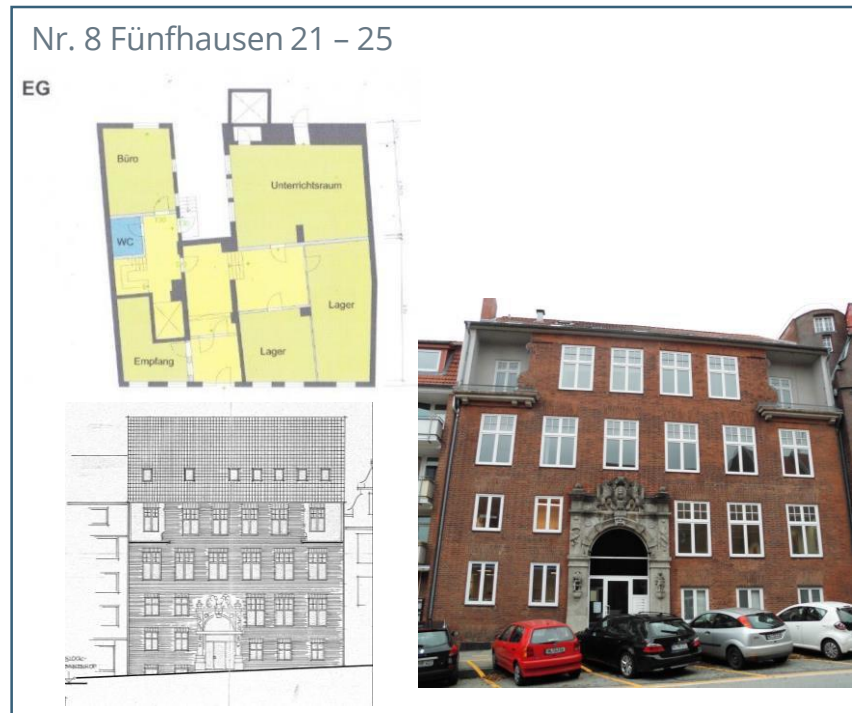 Nr. 8 Fünfhausen 21 – 25
EG
Büro
Unterrichtsraum
WC
Lager
Lager
Empfang